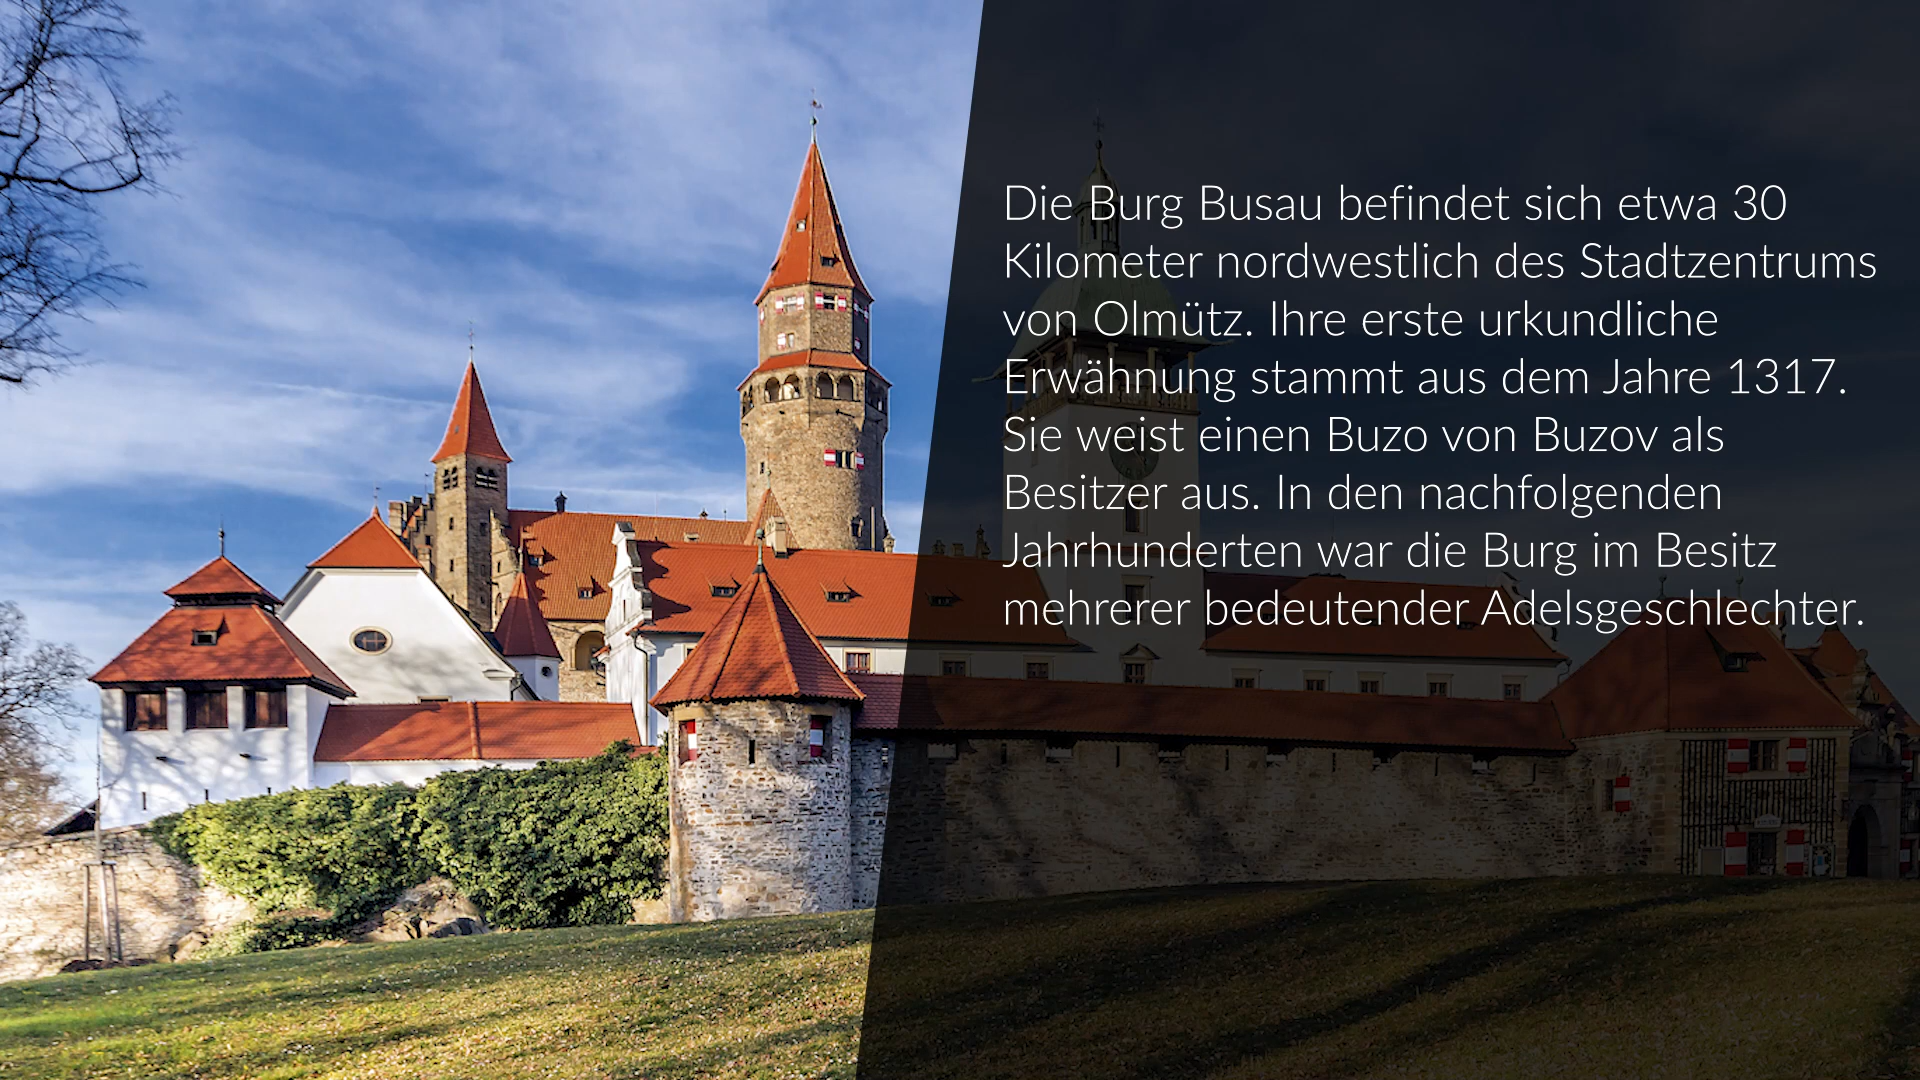 Die Burg Busau befindet sich etwa 30
Kilometer nordwestlich des Stadtzentrums
von Olmütz. Ihre erste urkundliche
Erwähnung stammt aus dem Jahre 1317.
Sie weist einen Buzo von Buzov als
Besitzer aus. In den nachfolgenden
Jahrhunderten war die Burg im Besitz
mehrerer bedeutender Adelsgeschlechter.